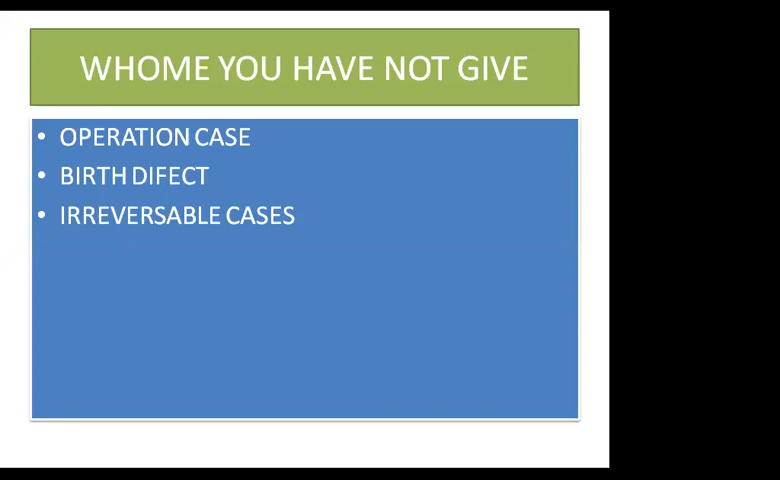 WHOME YOU HAVE NOT GIVE
• OPERATION CASE
• BIRTH DIFECT
• IRREVERSABLE CASES